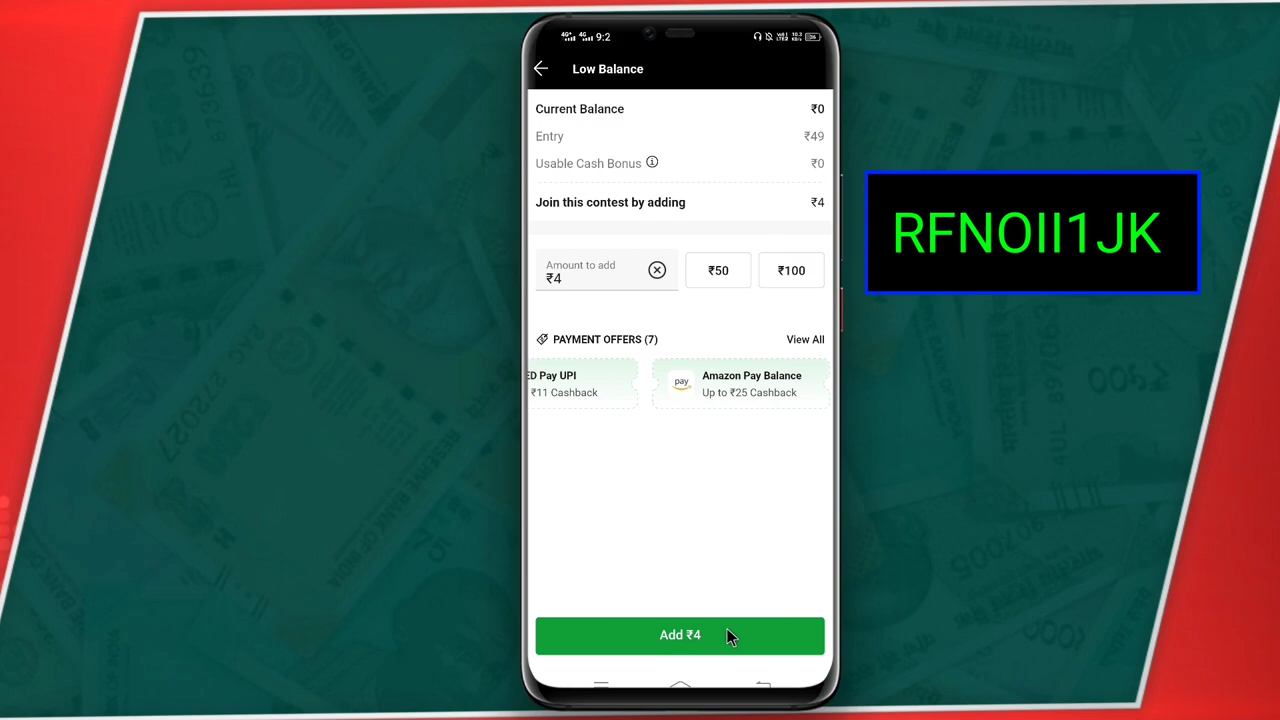 4G+ 4G 9:2
Low Balance
Current Balance ₹0
Entry ₹49
Usable Cash Bonus ₹0
Join this contest by adding ₹4
Amount to add
₹4
₹50
₹100
PAYMENT OFFERS (7) View All
ED Pay UPI
₹11 Cashback
pay
Amazon Pay Balance
Up to ₹25 Cashback
Add ₹4
RFNOII1JK